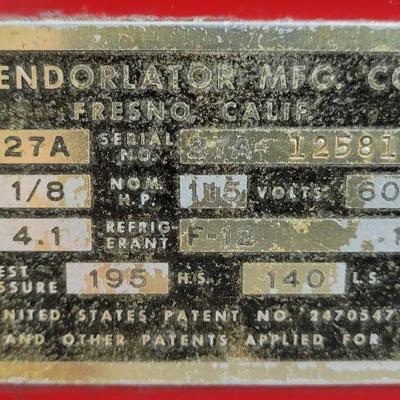 ENDORLATOR MFG. CO
FRESNO, CALIF.
27A SERIAL NO. 27A 12581
1/8 NOM. H.P. 115 VOLTS 60
4.1 REFRIG-ERANT F-12 1
EST SSURE 195 H.S. 140 L.S.
NITED STATES PATENT NO. 2470547
AND OTHER PATENTS APPLIED FOR